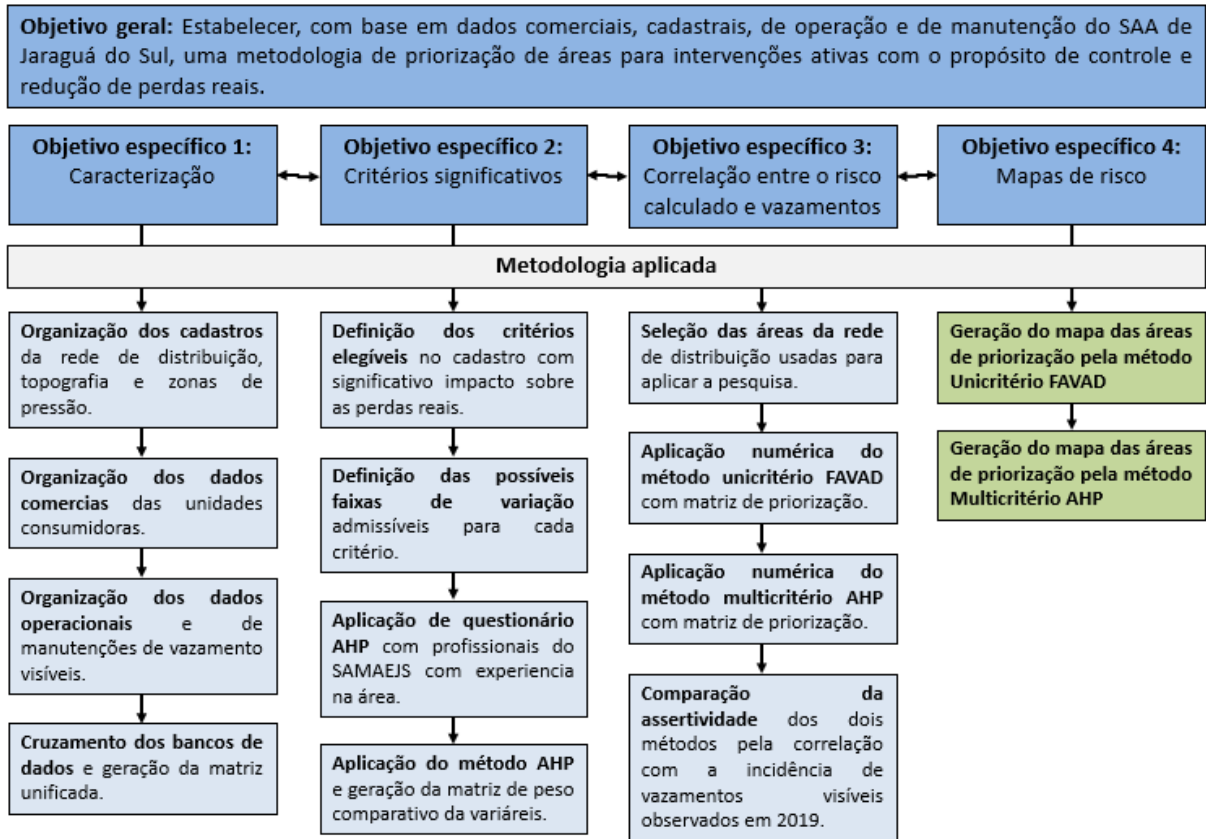 Objetivo geral: Estabelecer, com base em dados comerciais, cadastrais, de operação e de manutenção do SAA de
Jaraguá do Sul, uma metodologia de priorização de áreas para intervenções ativas com o propósito de controle e
redução de perdas reais.
Objetivo específico 1:
Caracterização
Objetivo específico 2:
Critérios significativos
Objetivo específico 3:
Correlação entre o risco
calculado e vazamentos
Objetivo específico 4:
Mapas de risco
Metodologia aplicada
Organização dos cadastros
da rede de distribuição,
topografia e zonas de
pressão.
Organização dos dados
comercias das unidades
consumidoras.
Organização dos dados
operacionais e de
manutenções de vazamento
visíveis.
Cruzamento dos bancos de
dados e geração da matriz
unificada.
Definição dos critérios
elegíveis no cadastro com
significativo impacto sobre
as perdas reais.
Definição das possíveis
faixas de variação
admissíveis para cada
critério.
Aplicação de questionário
AHP com profissionais do
SAMAEJS com experiencia
na área.
Aplicação do método AHP
e geração da matriz de peso
comparativo da variáreis.
Seleção das áreas da rede
de distribuição usadas para
aplicar a pesquisa.
Aplicação numérica do
método unicritério FAVAD
com matriz de priorização.
Aplicação numérica do
método multicritério AHP
com matriz de priorização.
Comparação da
assertividade dos dois
métodos pela correlação
com a incidência de
vazamentos visíveis
observados em 2019.
Geração do mapa das áreas
de priorização pela método
Unicritério FAVAD
Geração do mapa das áreas
de priorização pela método
Multicritério AHP